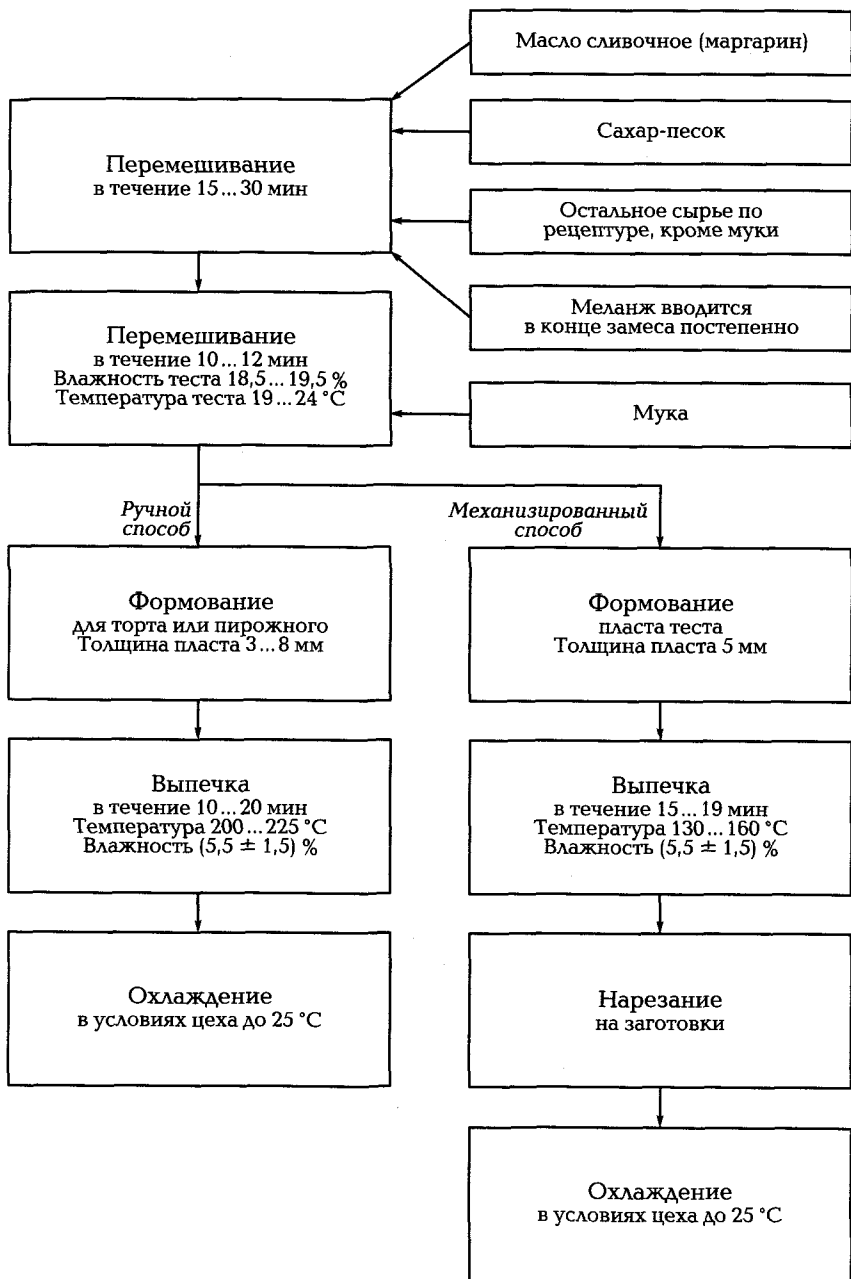 Масло сливочное (маргарин)
Сахар-песок
Перемешивание
в течение 15...30 мин
Остальное сырье по
рецептуре, кроме муки
Меланж вводится
в конце замеса постепенно
Перемешивание
в течение 10...12 мин
Влажность теста 18,5...19,5 %
Температура теста 19...24 °C
Мука
Ручной
способ
Механизированный
способ
Формование
для торта или пирожного
Толщина пласта 3...8 мм
Формование
пласта теста
Толщина пласта 5 мм
Выпечка
в течение 10...20 мин
Температура 200...225 °C
Влажность (5,5 ± 1,5) %
Выпечка
в течение 15...19 мин
Температура 130...160 °C
Влажность (5,5 ± 1,5) %
Охлаждение
в условиях цеха до 25 °C
Нарезание
на заготовки
Охлаждение
в условиях цеха до 25 °C